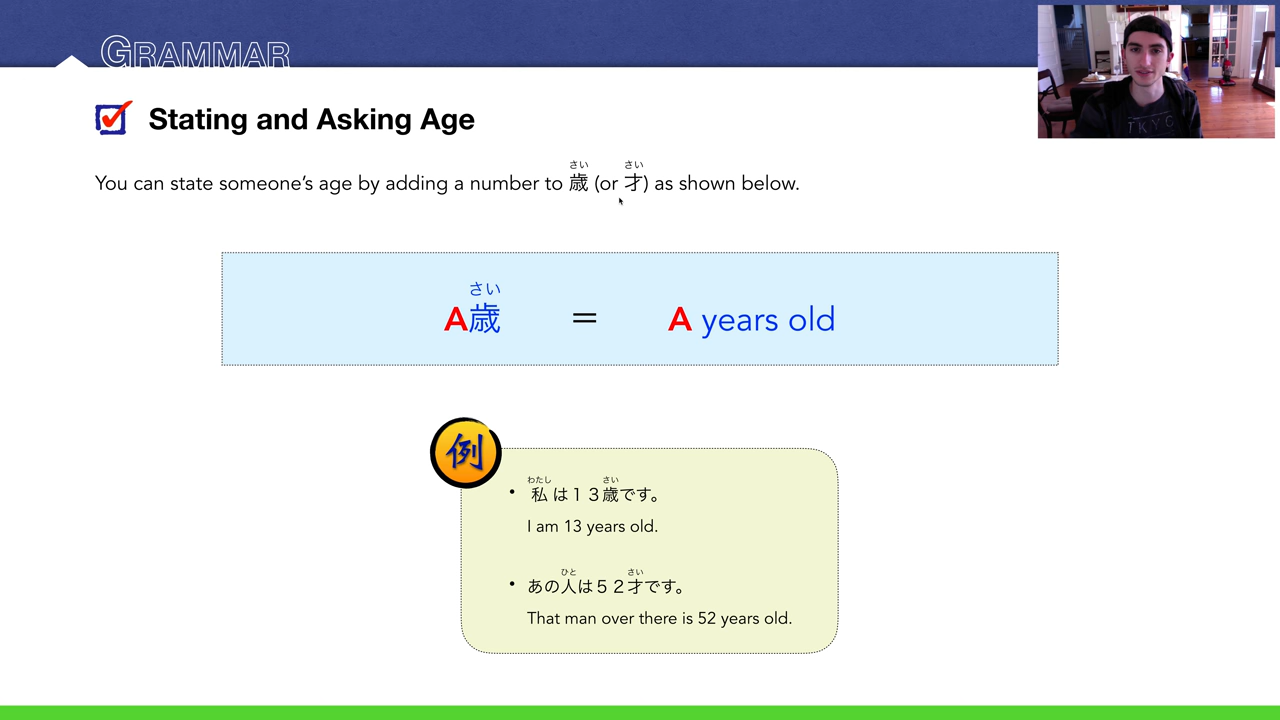 GRAMMAR
Stating and Asking Age
さい さい
You can state someone's age by adding a number to 歳 (or 才) as shown below.
さい
A歳 = A years old
例
わたし さい
• 私は１３歳です。
I am 13 years old.
ひと さい
• あの人は５２才です。
That man over there is 52 years old.
TKYO